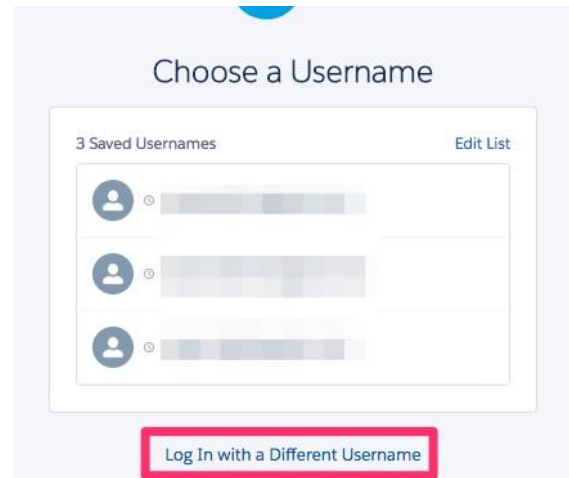 Choose a Username
3 Saved Usernames Edit List
Log In with a Different Username